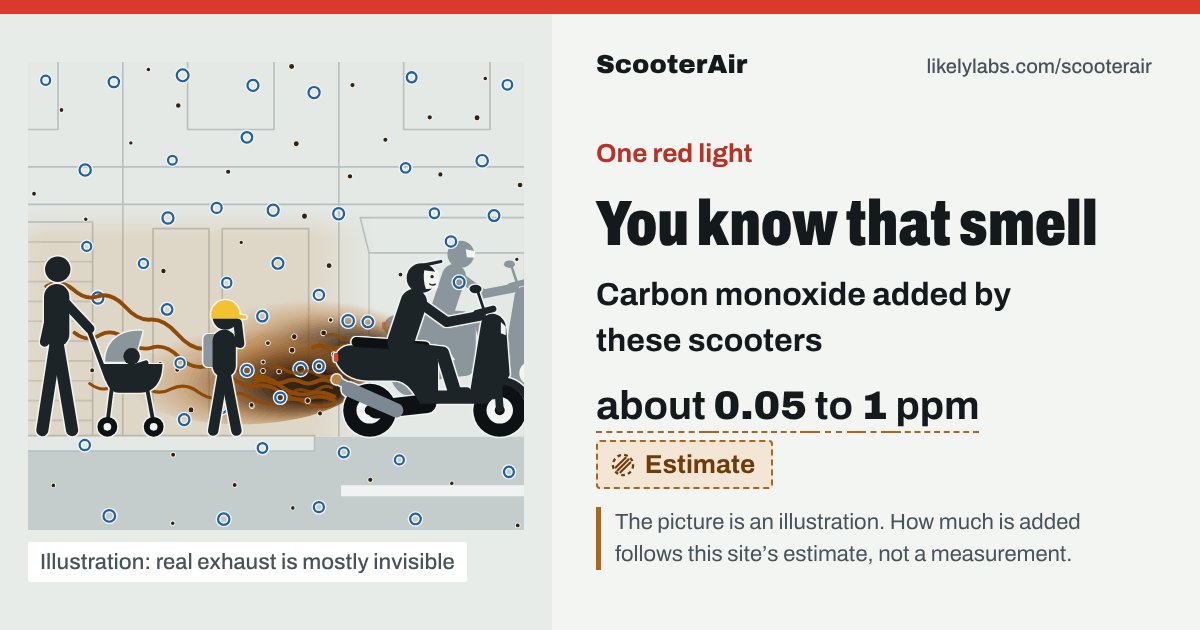 ScooterAir
likelylabs.com/scooterair
One red light
You know that smell
Carbon monoxide added by
these scooters
about 0.05 to 1 ppm
Estimate
The picture is an illustration. How much is added
follows this site’s estimate, not a measurement.
Illustration: real exhaust is mostly invisible